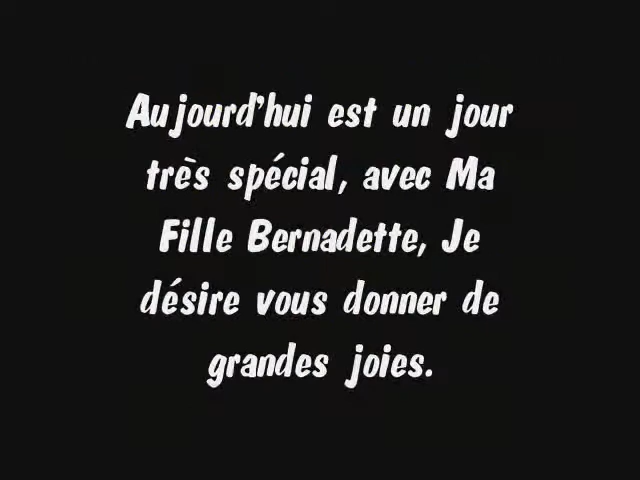 Aujourd'hui est un jour
très spécial, avec Ma
Fille Bernadette, Je
désire vous donner de
grandes joies.